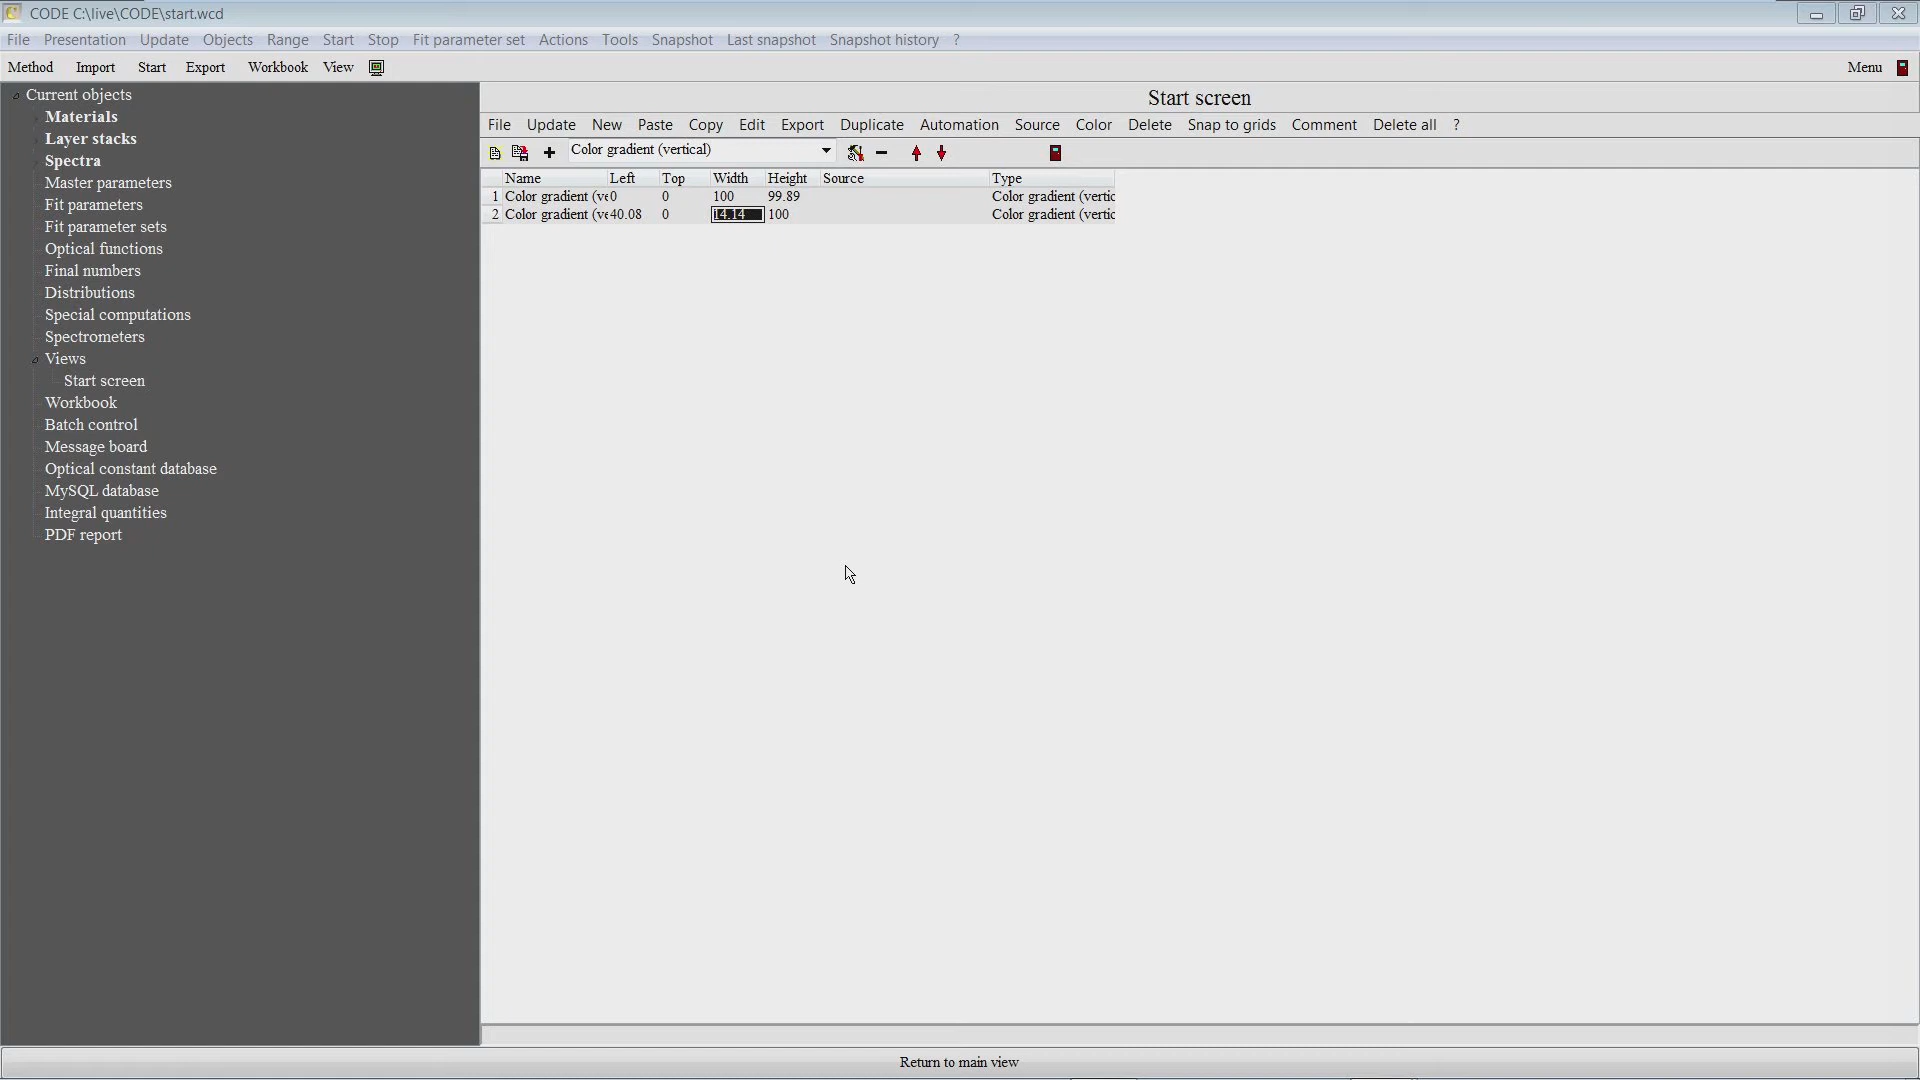 CODE C:\live\CODE\start.wcd
File Presentation Update Objects Range Start Stop Fit parameter set Actions Tools Snapshot Last snapshot Snapshot history ?
Method Import Start Export Workbook View Menu
Current objects
Materials
Layer stacks
Spectra
Master parameters
Fit parameters
Fit parameter sets
Optical functions
Final numbers
Distributions
Special computations
Spectrometers
Views
Start screen
Workbook
Batch control
Message board
Optical constant database
MySQL database
Integral quantities
PDF report
Start screen
File Update New Paste Copy Edit Export Duplicate Automation Source Color Delete Snap to grids Comment Delete all ?
Color gradient (vertical)
Name Left Top Width Height Source Type
1 Color gradient (ve 0 0 100 99.89 Color gradient (vertic
2 Color gradient (ve 40.08 0 14.14 100 Color gradient (vertic
Return to main view